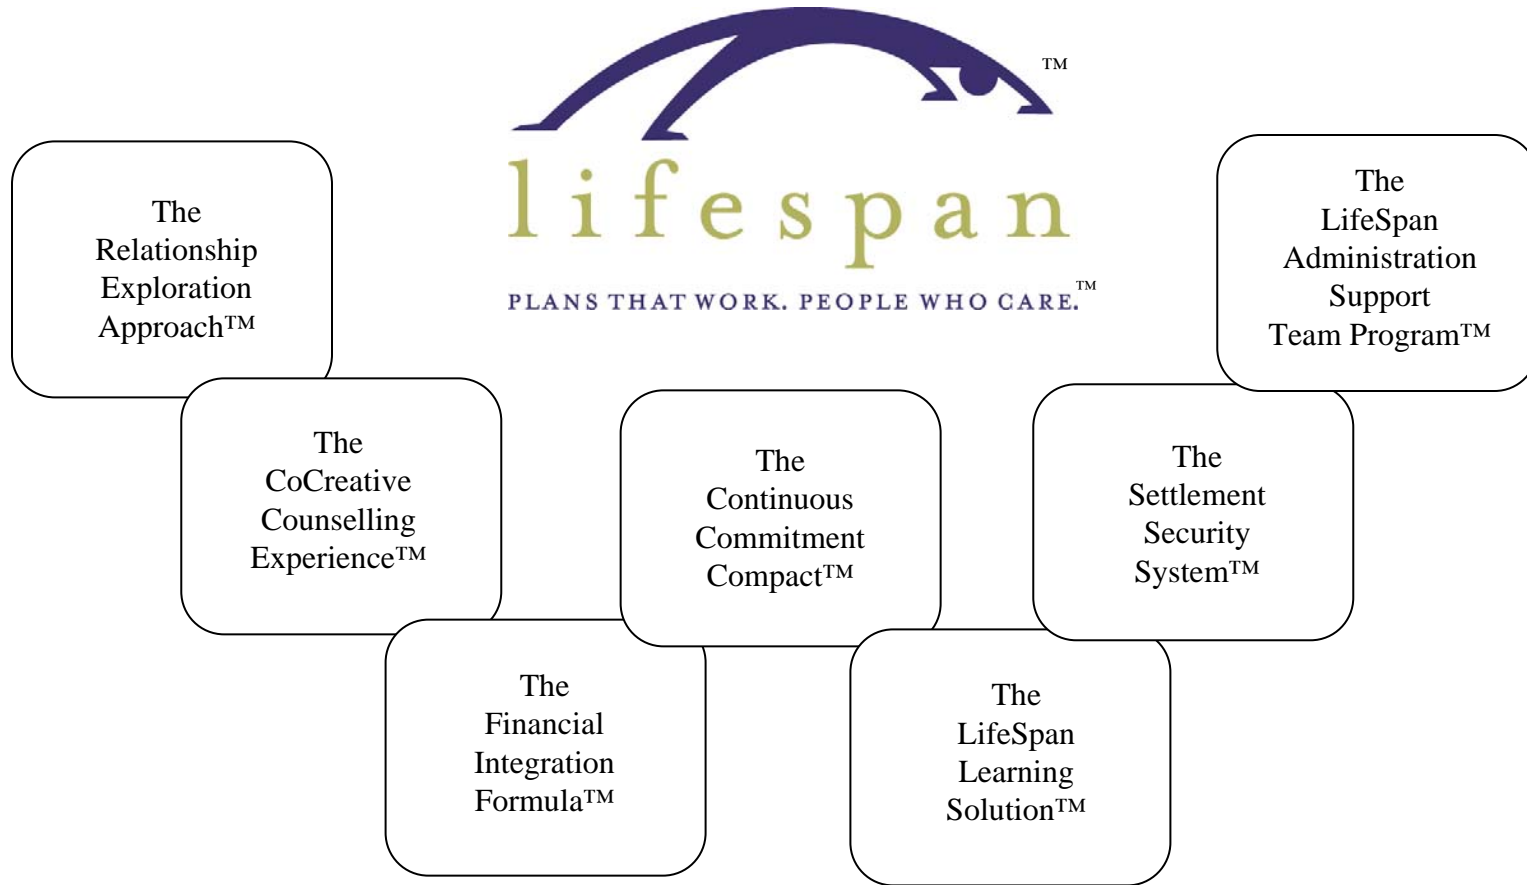 ™
lifespan
PLANS THAT WORK. PEOPLE WHO CARE.™
The
Relationship
Exploration
Approach™
The
CoCreative
Counselling
Experience™
The
Financial
Integration
Formula™
The
Continuous
Commitment
Compact™
The
LifeSpan
Learning
Solution™
The
Settlement
Security
System™
The
LifeSpan
Administration
Support
Team Program™